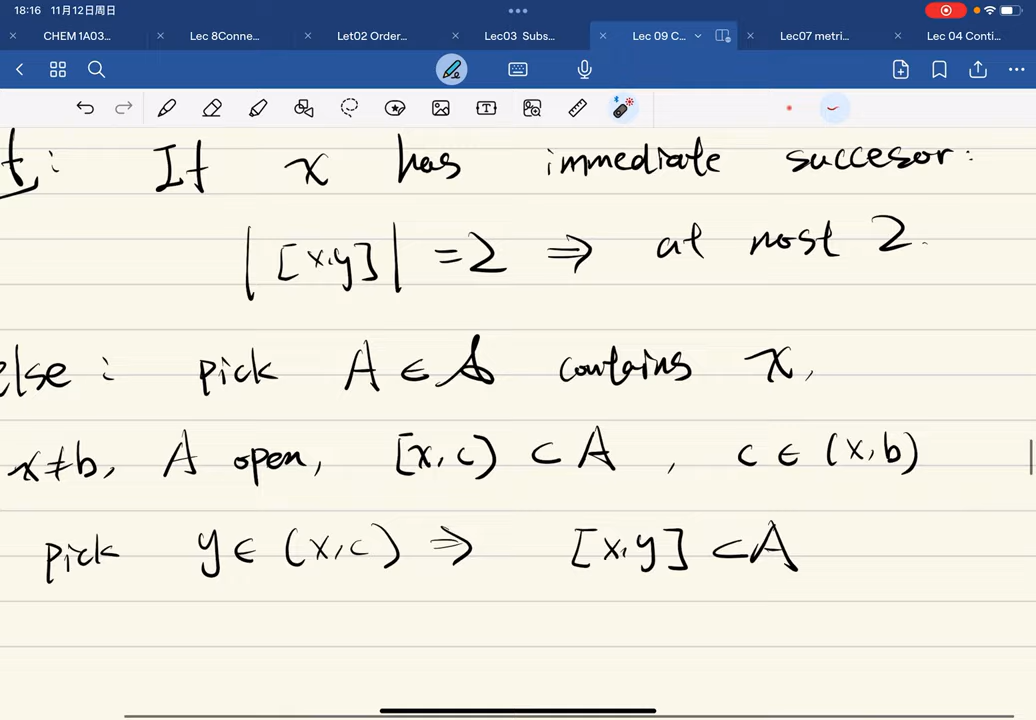 18:16 11月12日周日
CHEM 1A03...
Lec 8Conne...
Let02 Order...
Lec03 Subs...
Lec 09 C...
Lec07 metri...
Lec 04 Conti...
t: If x has immediate succesor:
|[x,y]| = 2 ⇒ at most 2.
else: pick A ∈ 𝒜 contains x,
x≠b, A open, [x,c) ⊂ A, c ∈ (x,b)
pick y ∈ (x,c) ⇒ [x,y] ⊂ A